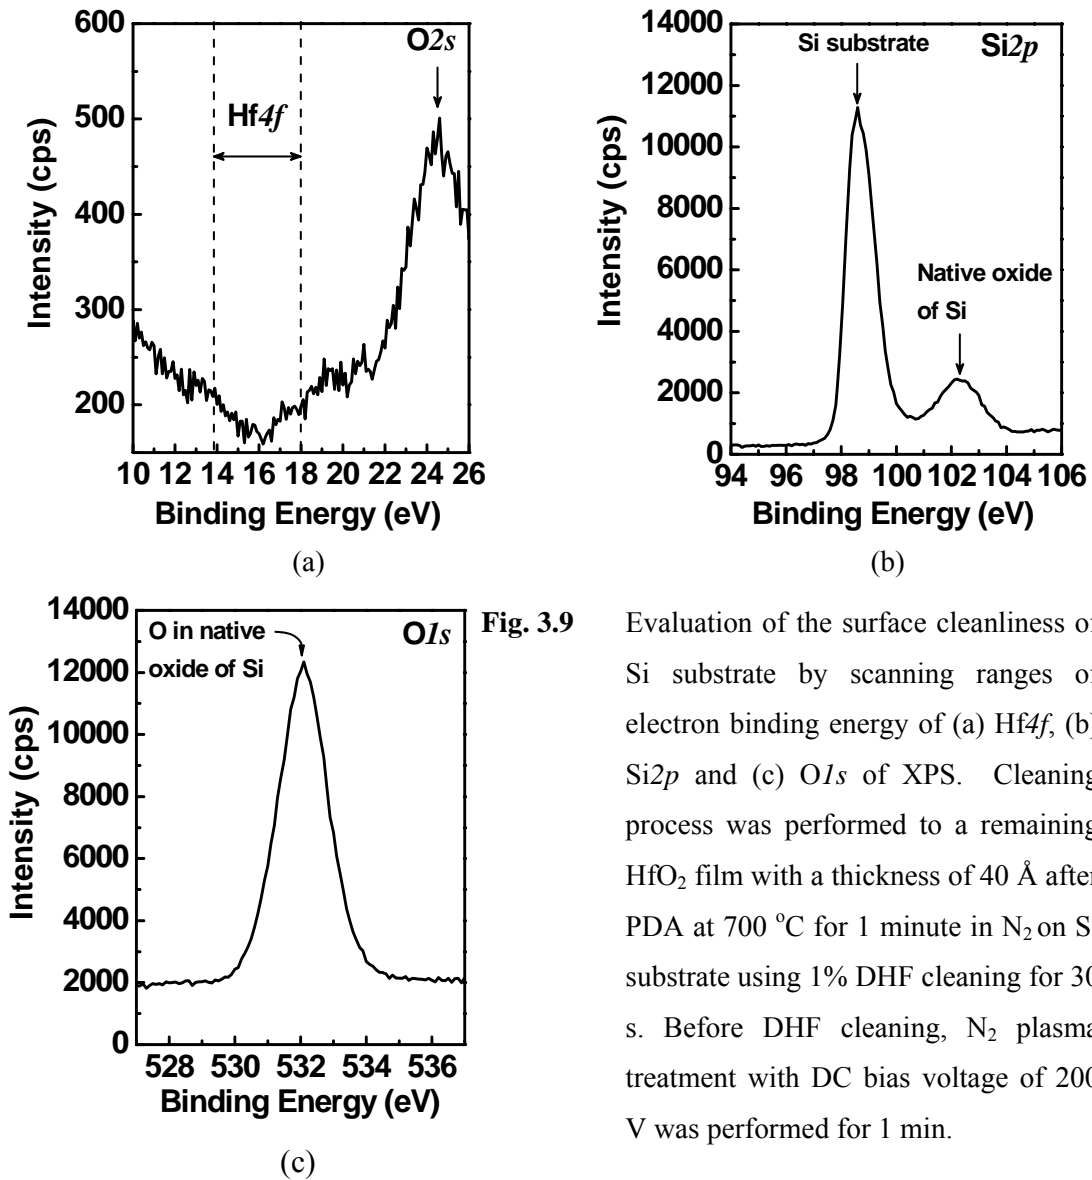 600
500
400
300
200
10 12 14 16 18 20 22 24 26
Intensity (cps)
Binding Energy (eV)
Hf4f
O2s
(a)
14000
12000
10000
8000
6000
4000
2000
0
94 96 98 100 102 104 106
Intensity (cps)
Binding Energy (eV)
Si substrate
Si2p
Native oxide
of Si
(b)
14000
12000
10000
8000
6000
4000
2000
0
528 530 532 534 536
Intensity (cps)
Binding Energy (eV)
O in native
oxide of Si
O1s
(c)
Fig. 3.9 Evaluation of the surface cleanliness of
Si substrate by scanning ranges of
electron binding energy of (a) Hf4f, (b)
Si2p and (c) O1s of XPS. Cleaning
process was performed to a remaining
HfO₂ film with a thickness of 40 Å after
PDA at 700 °C for 1 minute in N₂ on S
substrate using 1% DHF cleaning for 30
s. Before DHF cleaning, N₂ plasma
treatment with DC bias voltage of 200
V was performed for 1 min.